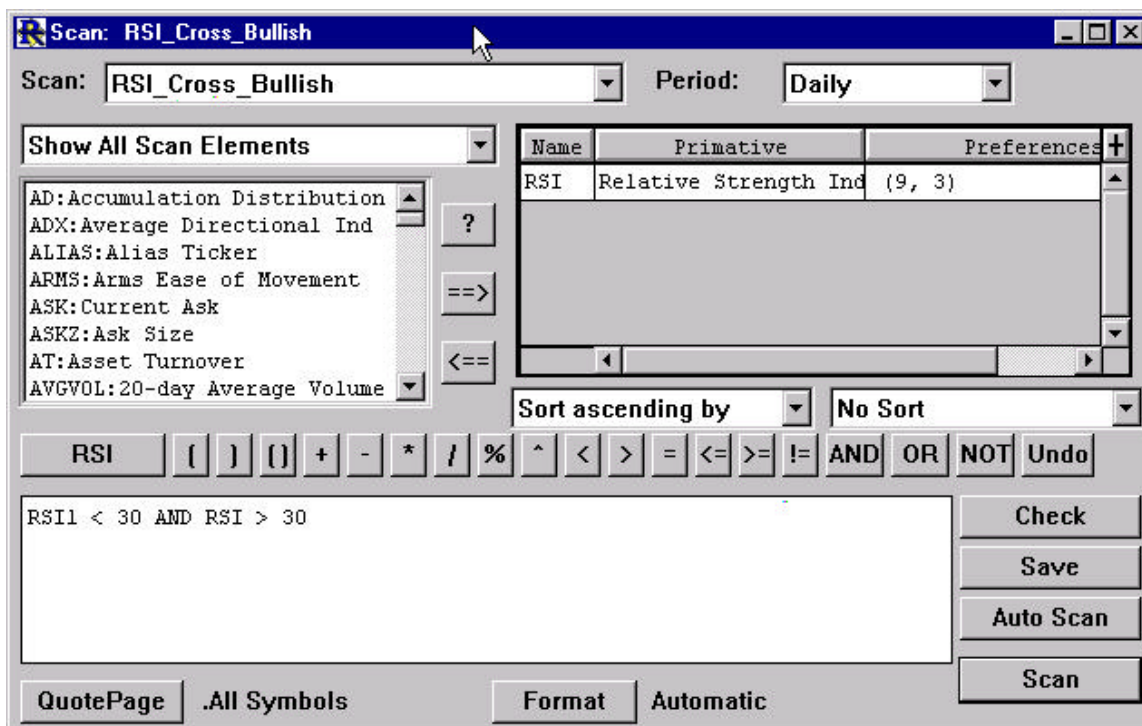 Scan: RSI_Cross_Bullish
Scan: RSI_Cross_Bullish Period: Daily
Show All Scan Elements
Name Primative Preferences +
RSI Relative Strength Ind (9, 3)
AD:Accumulation Distribution
ADX:Average Directional Ind
ALIAS:Alias Ticker
ARMS:Arms Ease of Movement
ASK:Current Ask
ASKZ:Ask Size
AT:Asset Turnover
AVGVOL:20-day Average Volume
?
==>
<==
Sort ascending by No Sort
RSI ( ) () + - * / % ^ < > = <= >= != AND OR NOT Undo
RSI1 < 30 AND RSI > 30
Check
Save
Auto Scan
Scan
QuotePage .All Symbols Format Automatic